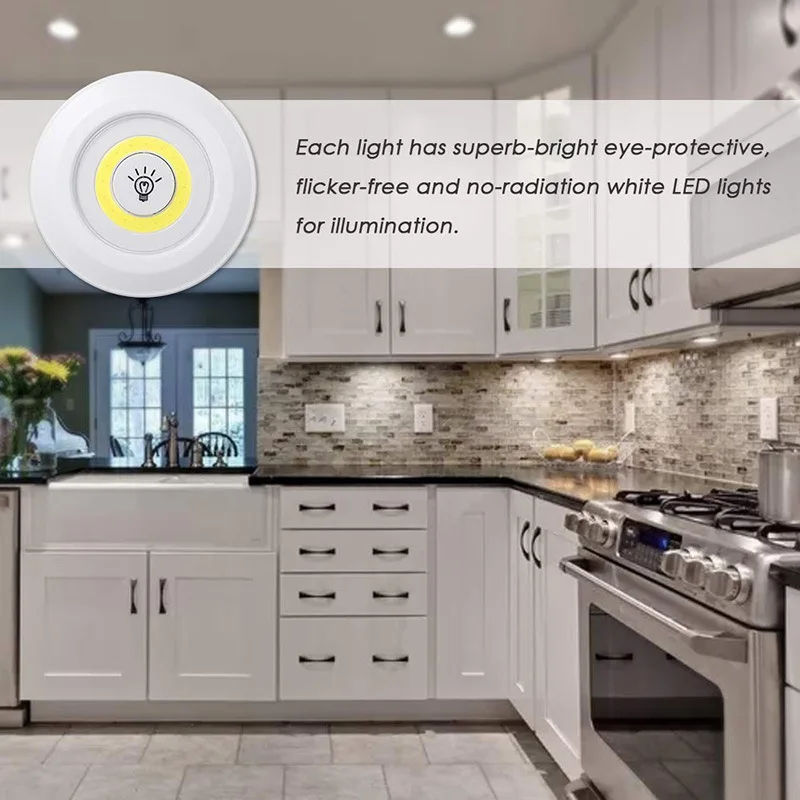 Each light has superb-bright eye-protective,
flicker-free and no-radiation white LED lights
for illumination.